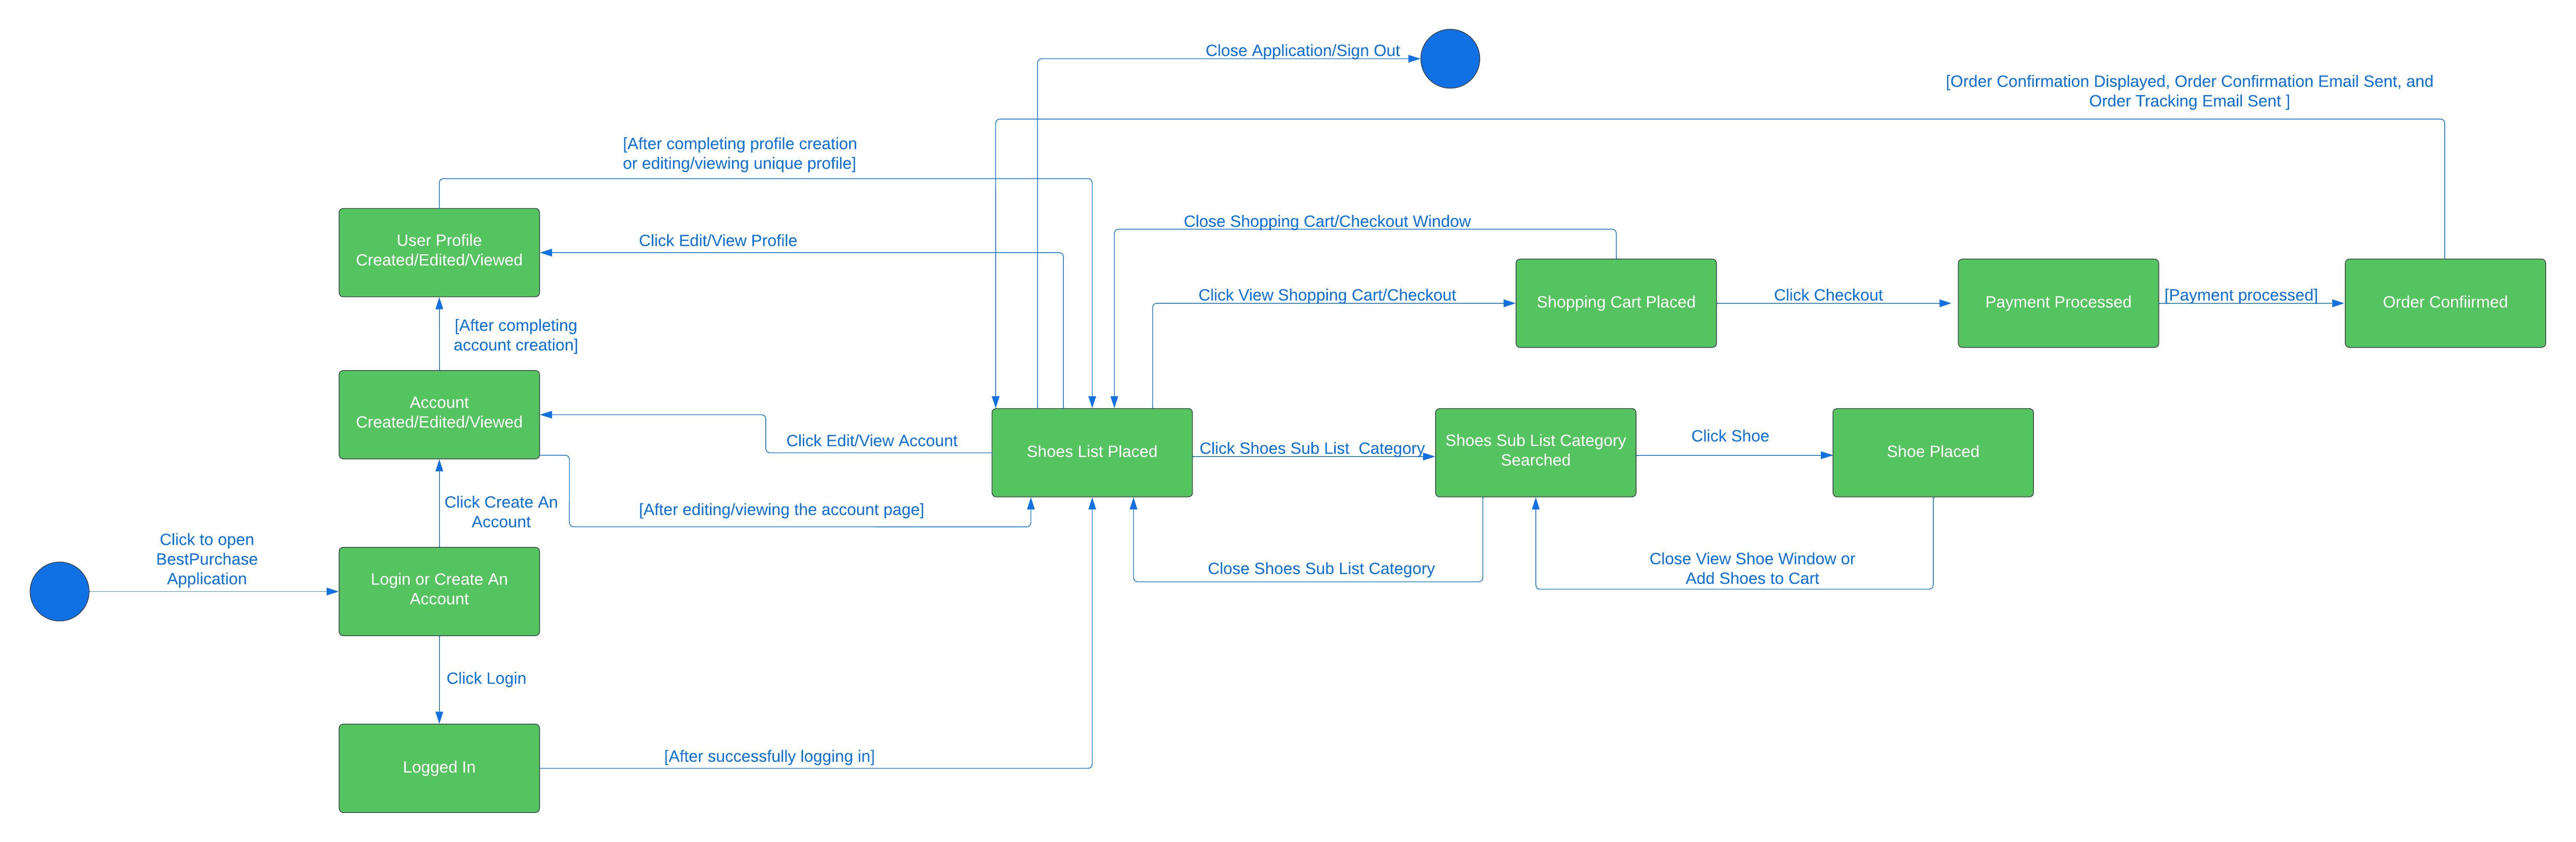 Close Application/Sign Out
[Order Confirmation Displayed, Order Confirmation Email Sent, and
Order Tracking Email Sent ]
[After completing profile creation
or editing/viewing unique profile]
User Profile
Created/Edited/Viewed
Click Edit/View Profile
Close Shopping Cart/Checkout Window
Click View Shopping Cart/Checkout
Shopping Cart Placed
Click Checkout
Payment Processed
[Payment processed]
Order Confiirmed
[After completing
account creation]
Account
Created/Edited/Viewed
Click Edit/View Account
Shoes List Placed
Click Shoes Sub List  Category
Shoes Sub List Category
Searched
Click Shoe
Shoe Placed
Click Create An
Account
[After editing/viewing the account page]
Click to open
BestPurchase
Application
Login or Create An
Account
Close Shoes Sub List Category
Close View Shoe Window or
Add Shoes to Cart
Click Login
Logged In
[After successfully logging in]